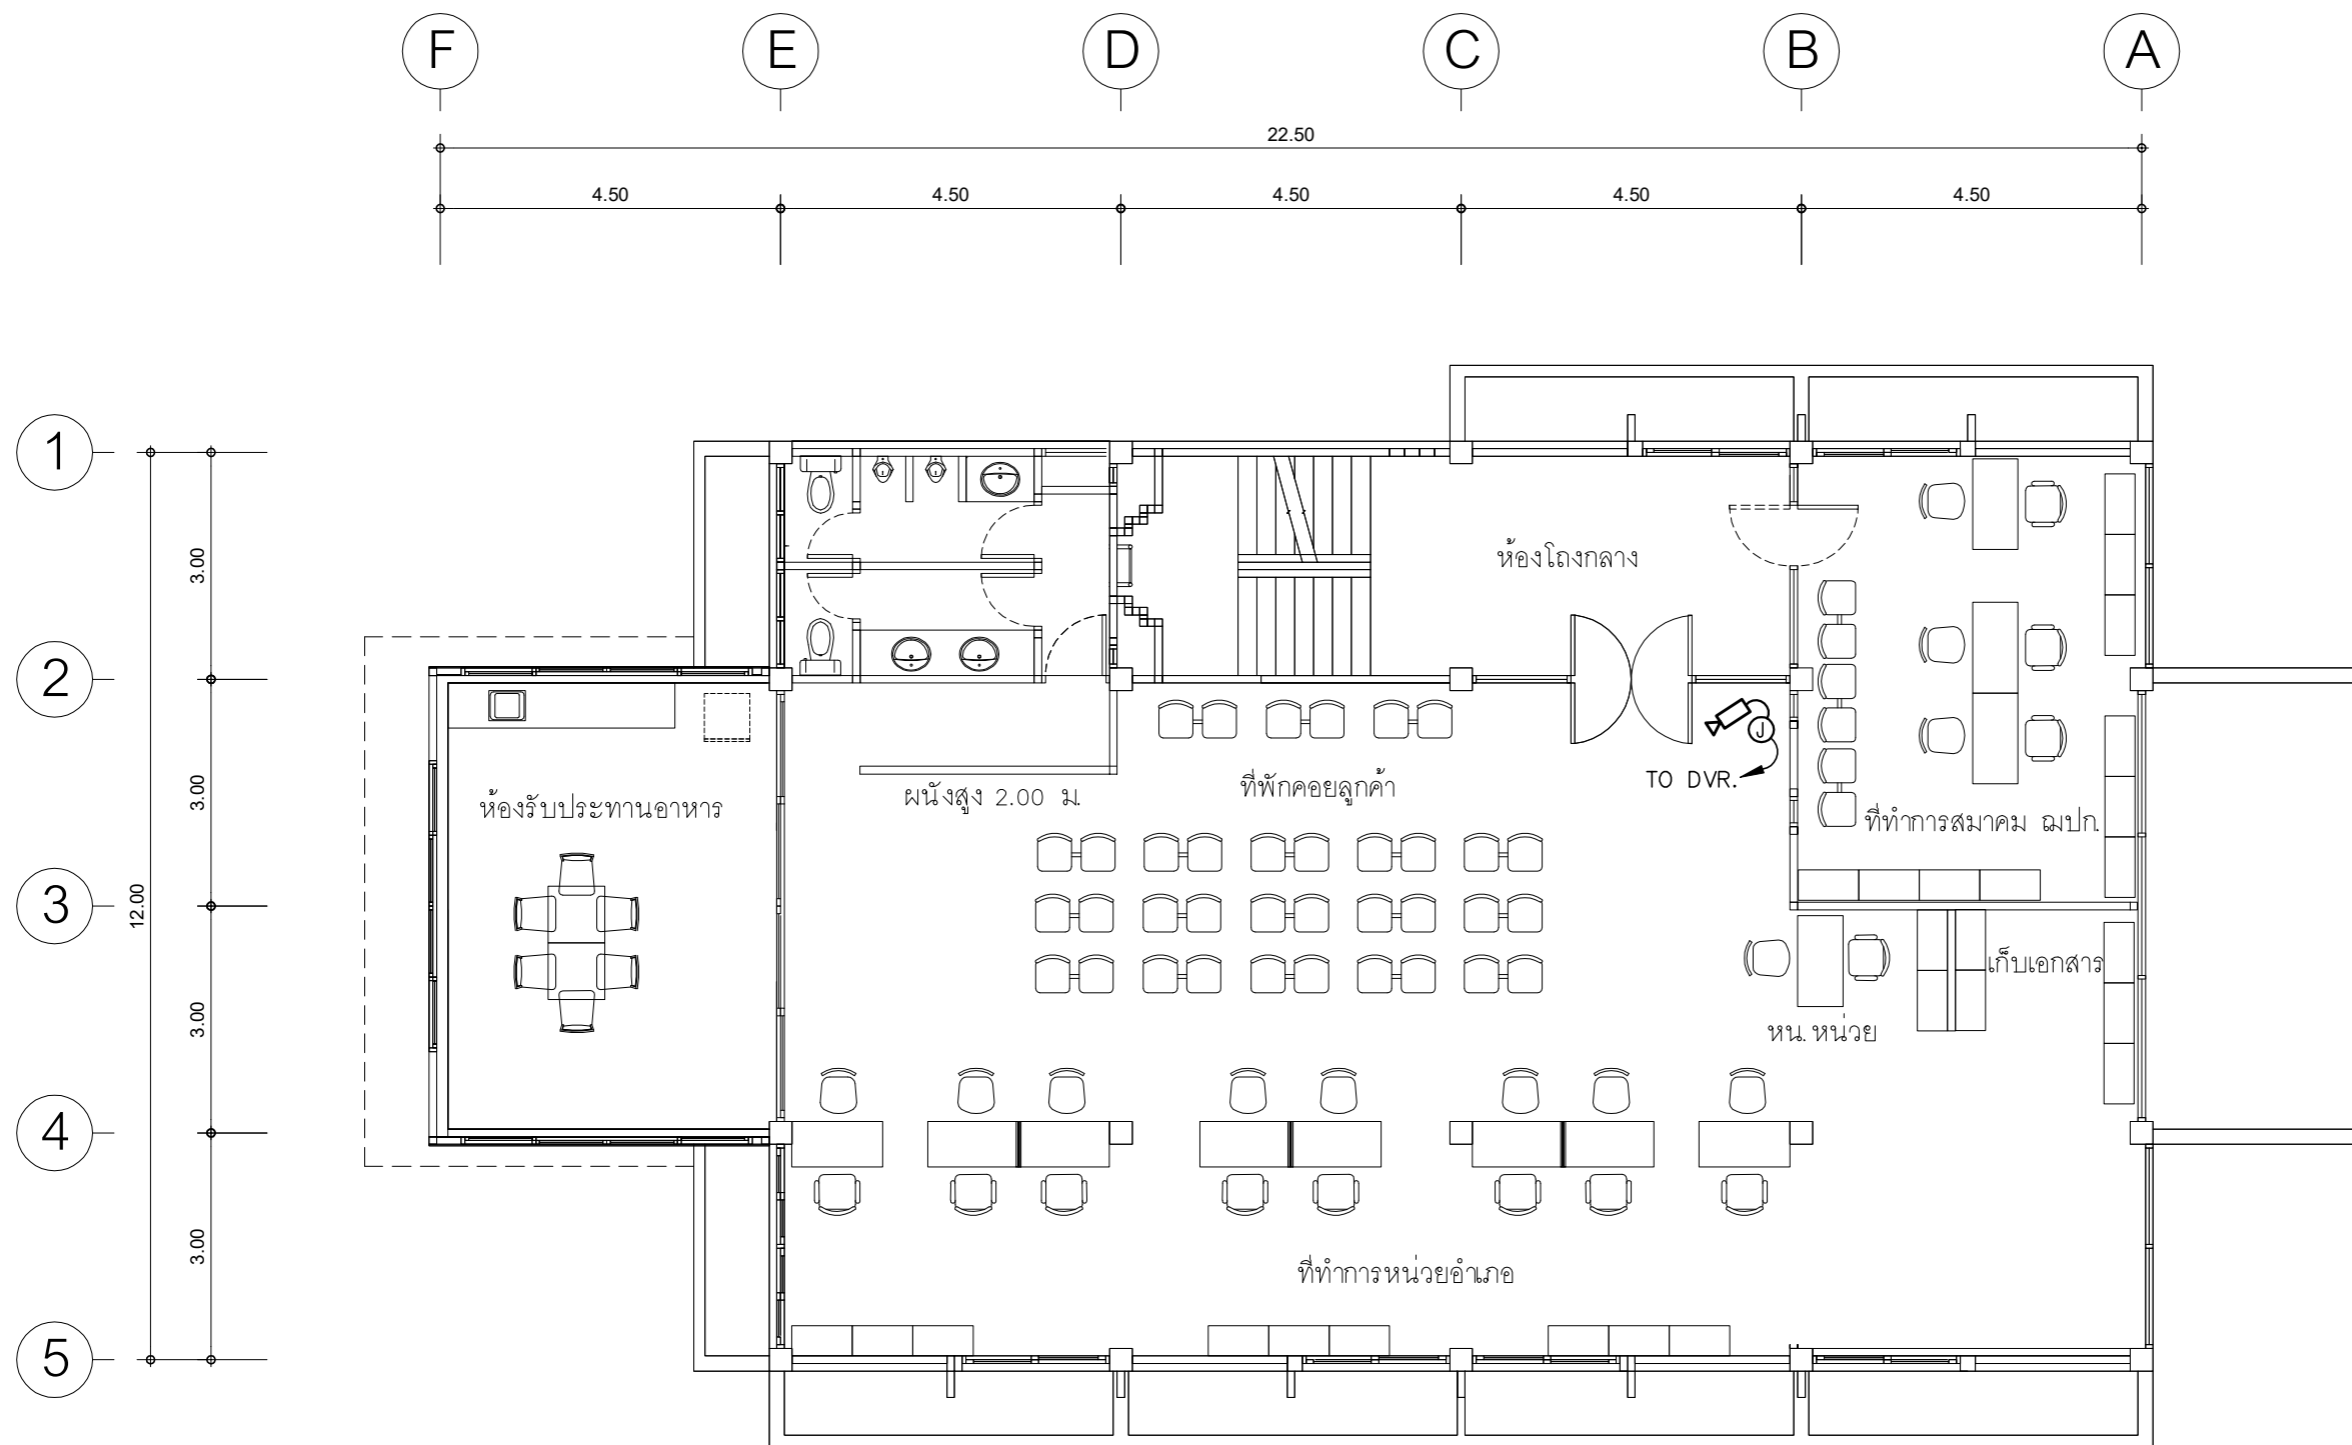 F E D C B A
22.50
4.50 4.50 4.50 4.50 4.50
1
3.00
ห้องโถงกลาง
2
J
TO DVR.
3.00
ห้องรับประทานอาหาร
ผนังสูง 2.00 ม.
ที่พักคอยลูกค้า
ที่ทำการสมาคม ฌปก.
12.00
3
เก็บเอกสาร
3.00
หน.หน่วย
4
3.00
ที่ทำการหน่วยอำเภอ
5